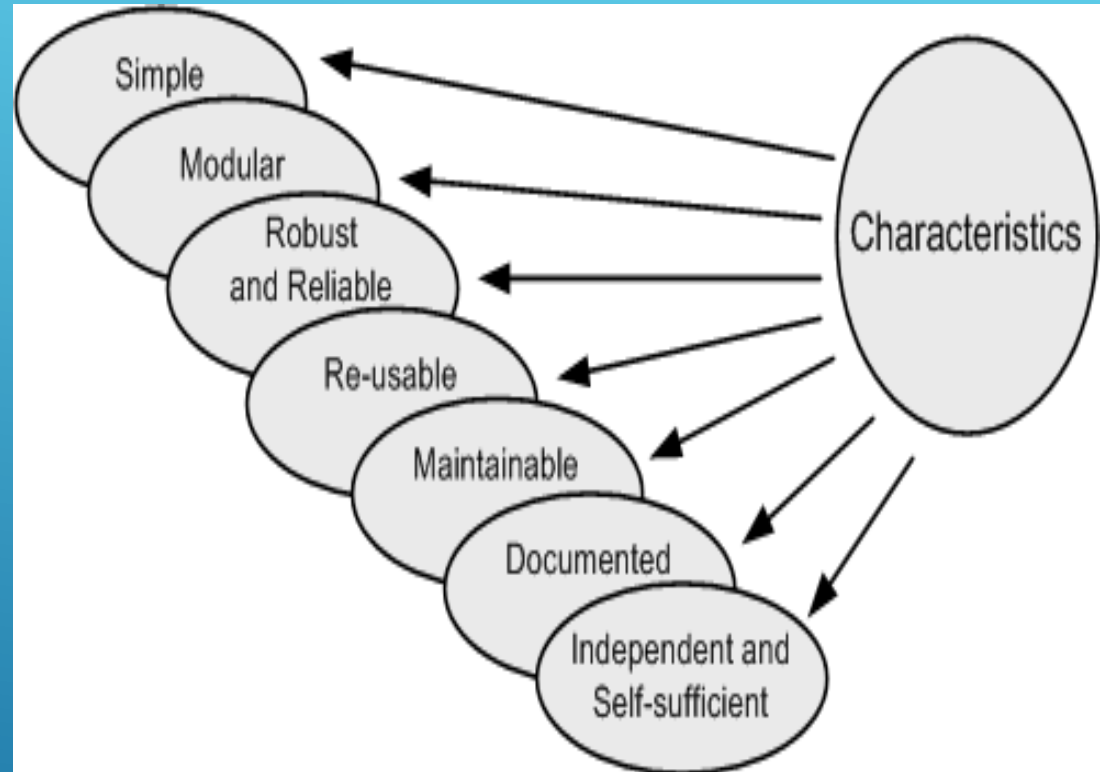 Simple
Modular
Robust
and Reliable
Re-usable
Maintainable
Documented
Independent and
Self-sufficient
Characteristics